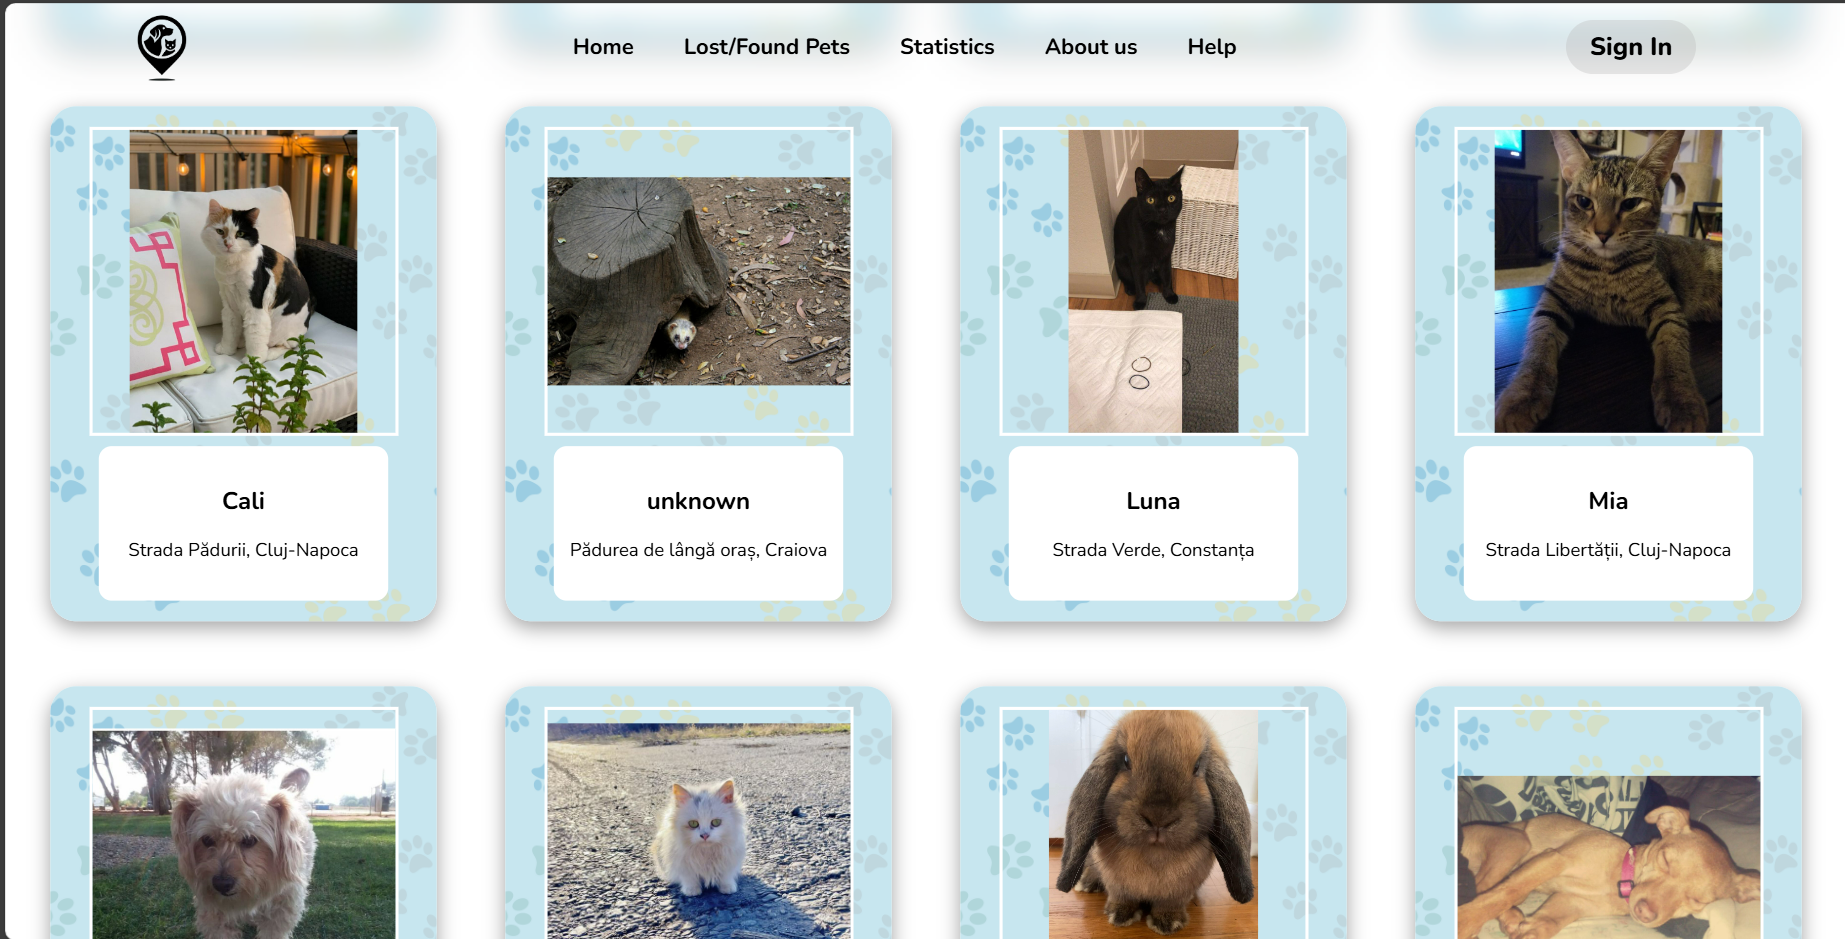 Home
Lost/Found Pets
Statistics
About us
Help
Sign In
Cali
Strada Pădurii, Cluj-Napoca
unknown
Pădurea de lângă oraș, Craiova
Luna
Strada Verde, Constanța
Mia
Strada Libertății, Cluj-Napoca